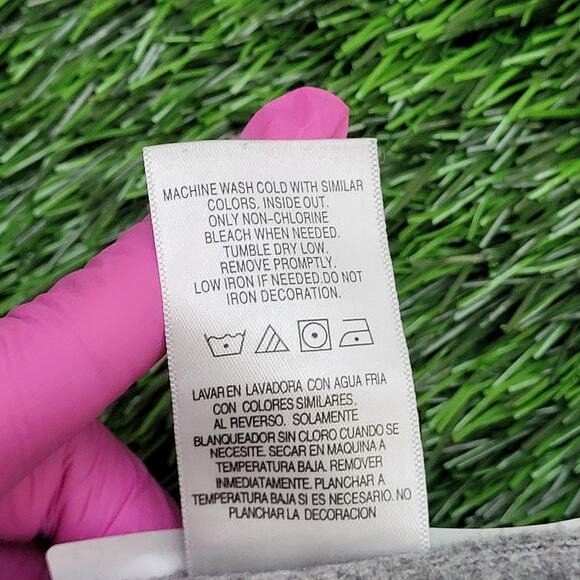 MACHINE WASH COLD WITH SIMILAR
COLORS. INSIDE OUT.
ONLY NON-CHLORINE
BLEACH WHEN NEEDED.
TUMBLE DRY LOW.
REMOVE PROMPTLY.
LOW IRON IF NEEDED.DO NOT
IRON DECORATION.
LAVAR EN LAVADORA CON AGUA FRIA
CON COLORES SIMILARES.
AL REVERSO. SOLAMENTE
BLANQUEADOR SIN CLORO CUANDO SE
NECESITE. SECAR EN MAQUINA A
TEMPERATURA BAJA. REMOVER
INMEDIATAMENTE. PLANCHAR A
TEMPERATURA BAJA SI ES NECESARIO. NO
PLANCHAR LA DECORACION